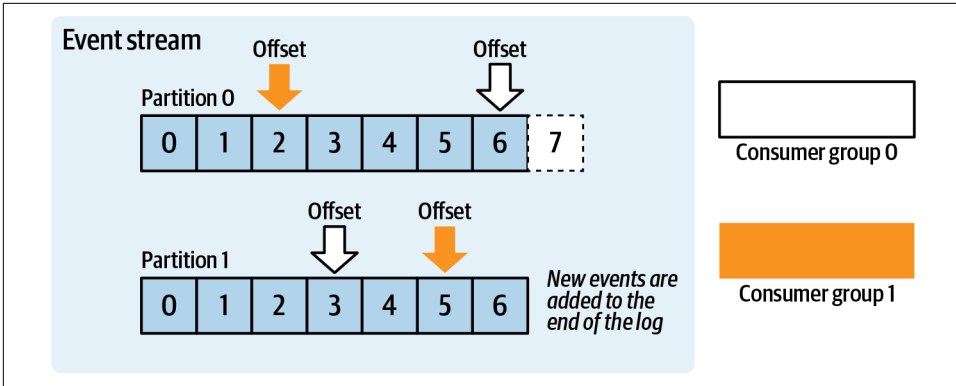 Event stream
Offset
Offset
Partition 0
0 1 2 3 4 5 6 7
Offset
Offset
Partition 1
0 1 2 3 4 5 6
New events are
added to the
end of the log
Consumer group 0
Consumer group 1